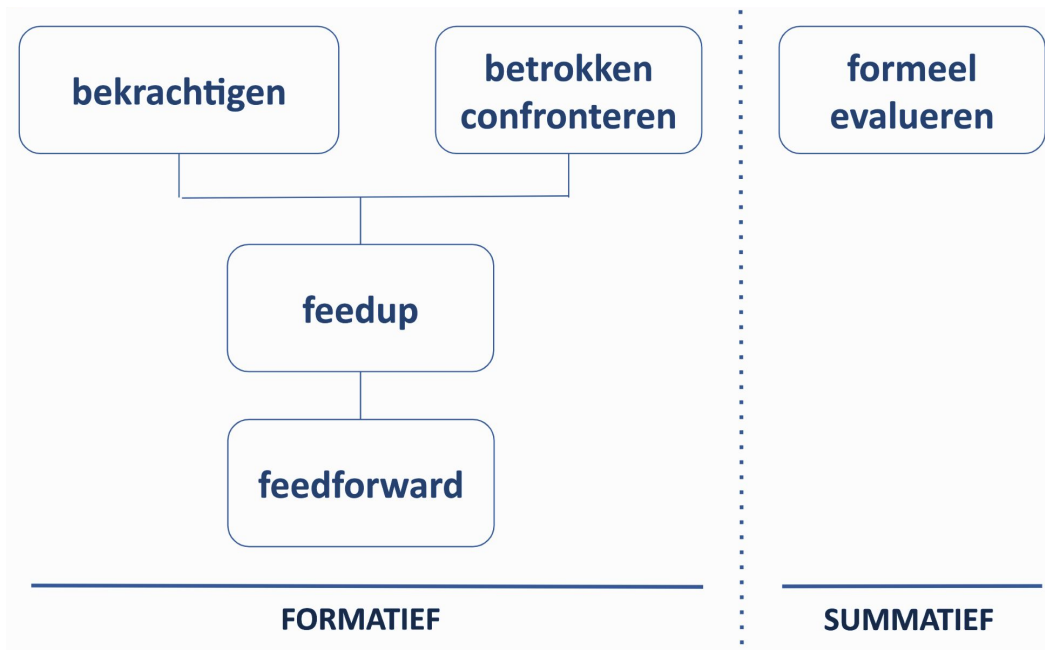 bekrachtigen
betrokken
confronteren
formeel
evalueren
feedup
feedforward
FORMATIEF
SUMMATIEF